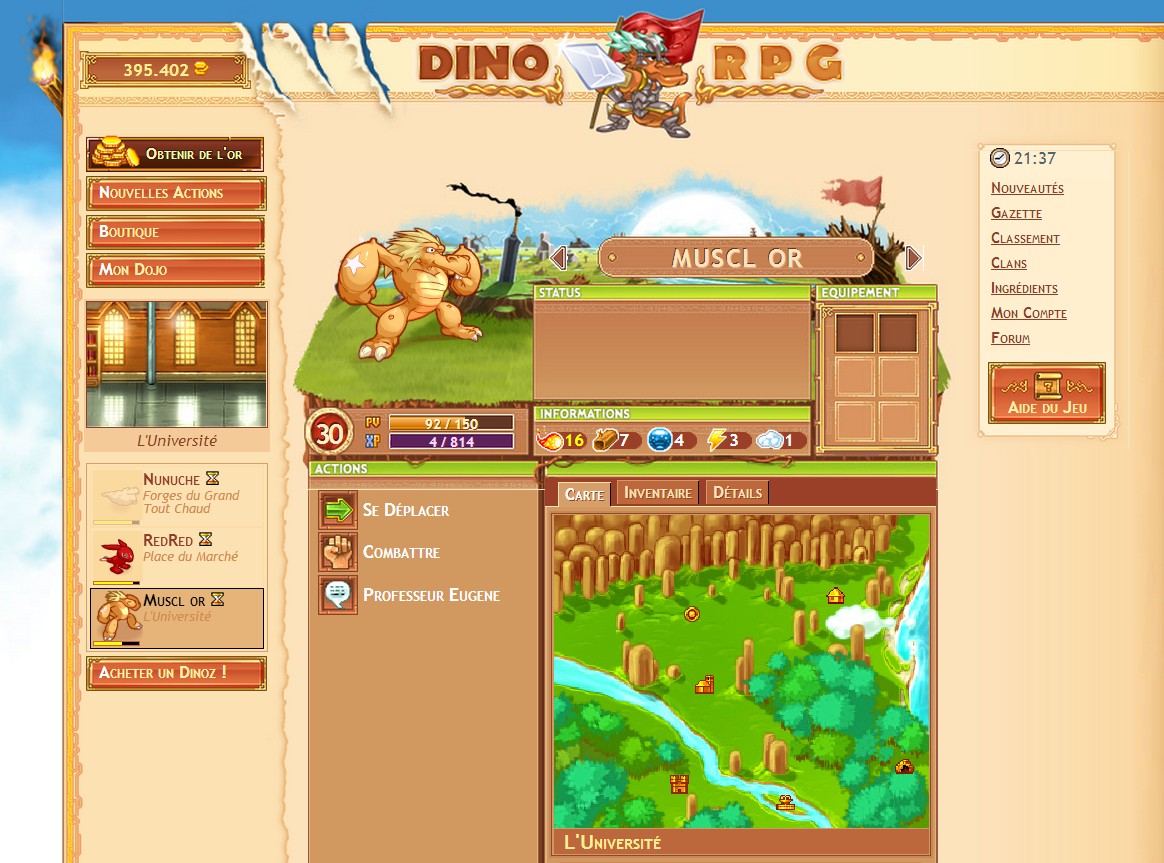 395.402
DINO RPG
OBTENIR DE L'OR
NOUVELLES ACTIONS
BOUTIQUE
MON DOJO
L'Université
NUNUCHE
Forges du Grand
Tout Chaud
REDRED
Place du Marché
MUSCL OR
L'Université
ACHETER UN DINOZ !
MUSCL OR
STATUS
EQUIPEMENT
30
PV 92 / 150
XP 4 / 814
INFORMATIONS
16 7 4 3 1
ACTIONS
SE DÉPLACER
COMBATTRE
PROFESSEUR EUGENE
CARTE INVENTAIRE DÉTAILS
L'UNIVERSITÉ
21:37
NOUVEAUTÉS
GAZETTE
CLASSEMENT
CLANS
INGRÉDIENTS
MON COMPTE
FORUM
?
AIDE DU JEU